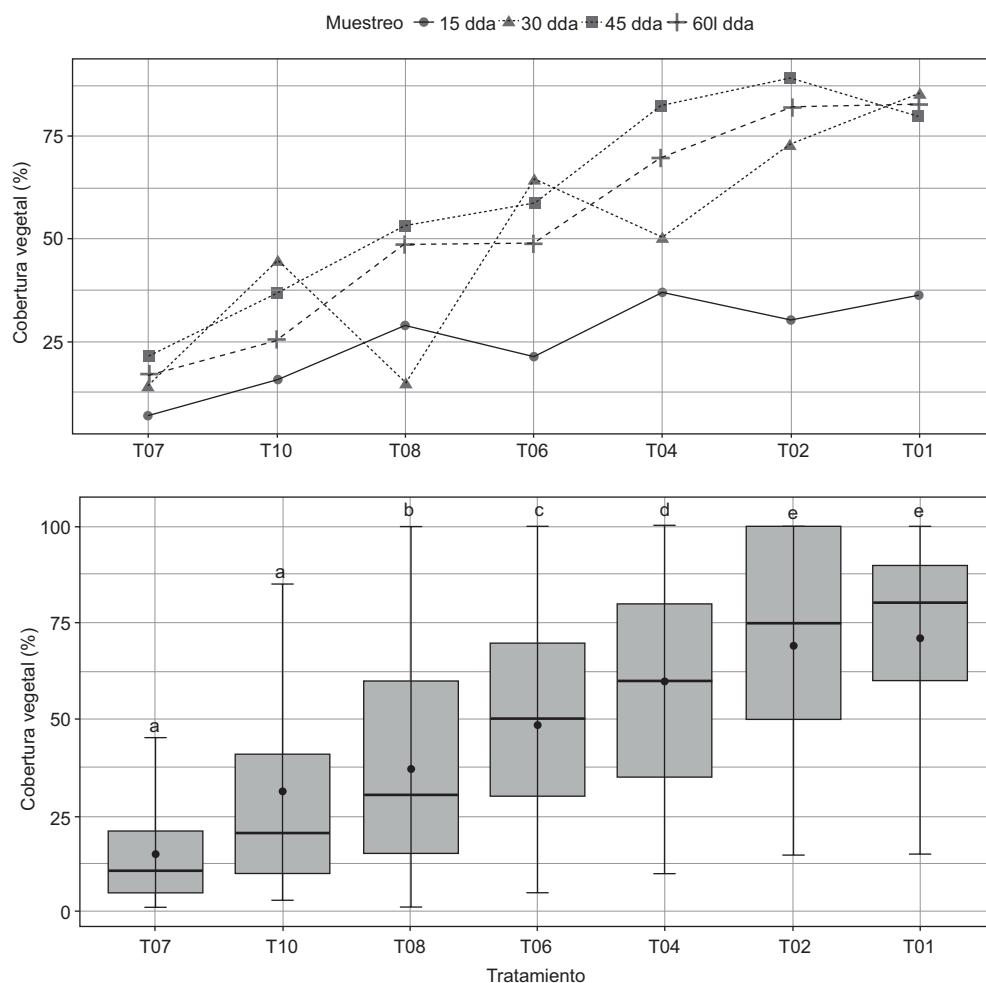 Muestreo 15 dda 30 dda 45 dda 60l dda
Cobertura vegetal (%)
75
50
25
T07 T10 T08 T06 T04 T02 T01
Cobertura vegetal (%)
100
75
50
25
0
a a b c d e e
T07 T10 T08 T06 T04 T02 T01
Tratamiento